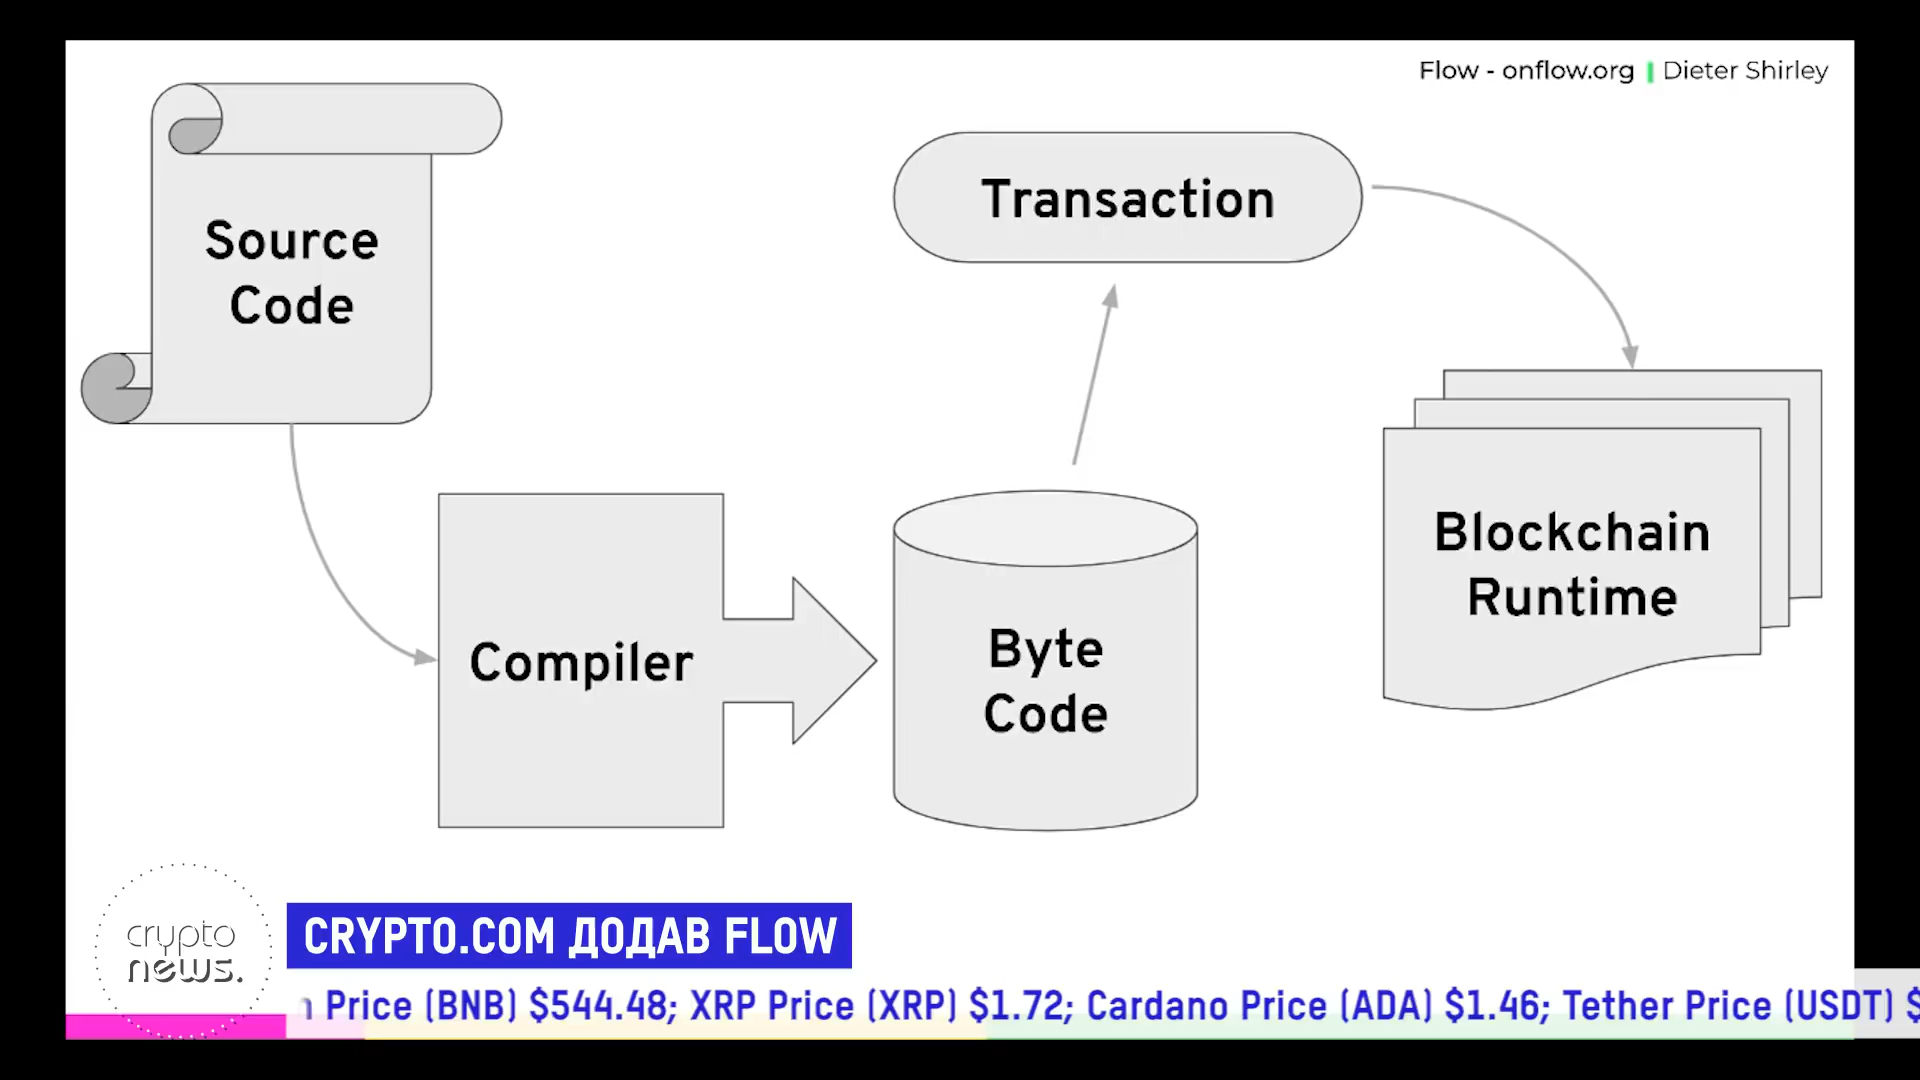 Flow - onflow.org | Dieter Shirley
Source
Code
Transaction
Blockchain
Runtime
Compiler
Byte
Code
crypto
news.
CRYPTO.COM ДОДАВ FLOW
Price (BNB) $544.48; XRP Price (XRP) $1.72; Cardano Price (ADA) $1.46; Tether Price (USDT) $